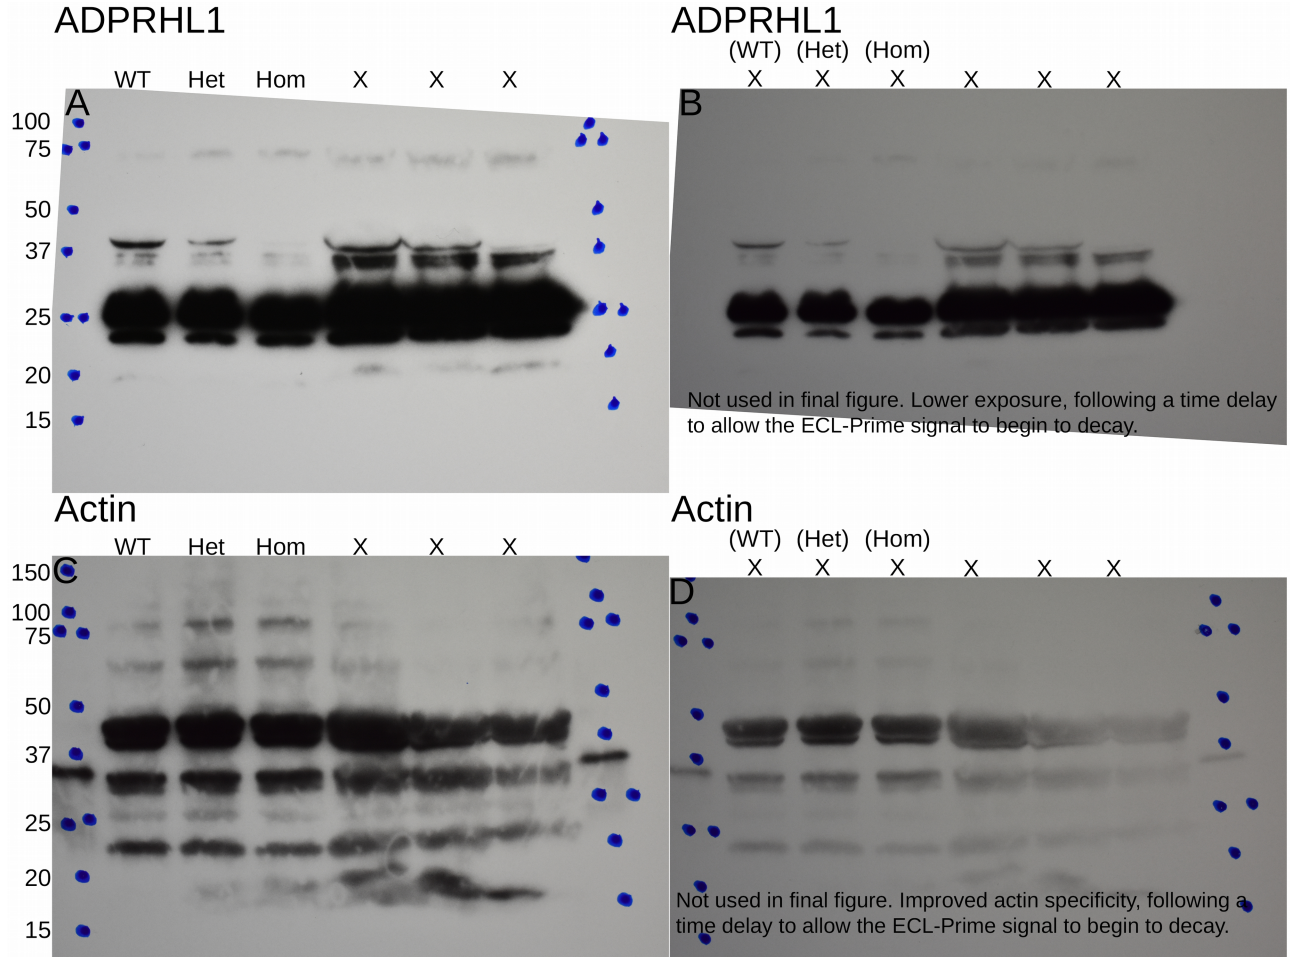 ADPRHL1
WT Het Hom X X X
A
100
75
50
37
25
20
15
ADPRHL1
(WT) (Het) (Hom)
X X X X X X
B
Not used in final figure. Lower exposure, following a time delay
to allow the ECL-Prime signal to begin to decay.
Actin
WT Het Hom X X X
C
150
100
75
50
37
25
20
15
Actin
(WT) (Het) (Hom)
X X X X X X
D
Not used in final figure. Improved actin specificity, following a
time delay to allow the ECL-Prime signal to begin to decay.